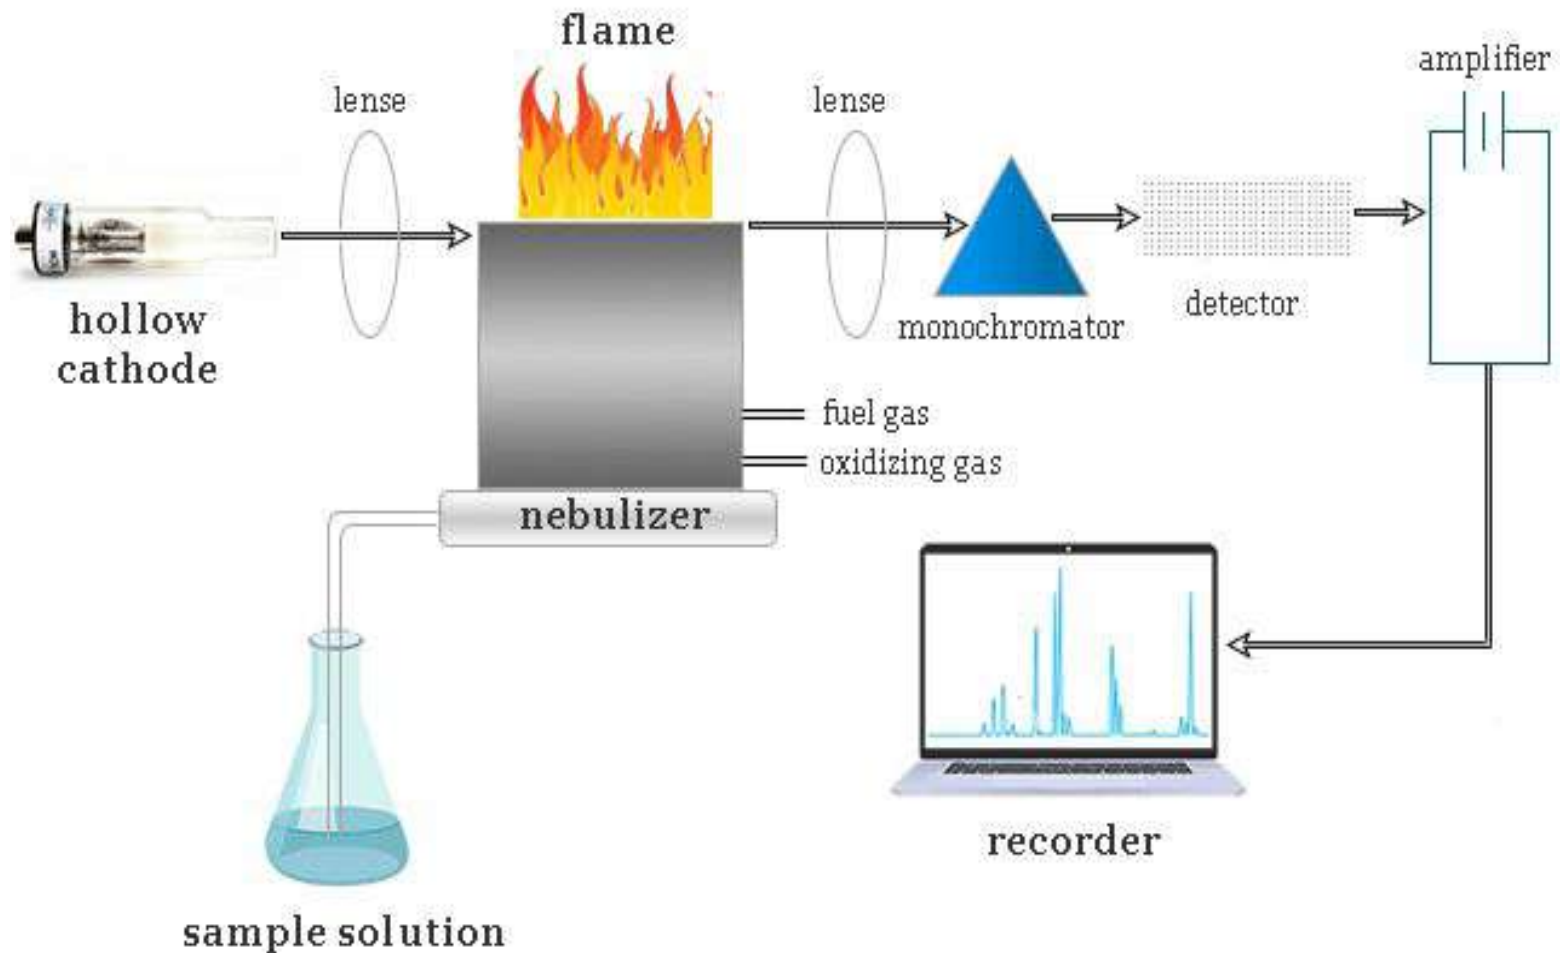 flame
amplifier
lense
lense
hollow
cathode
monochromator
detector
fuel gas
oxidizing gas
nebulizer
recorder
sample solution